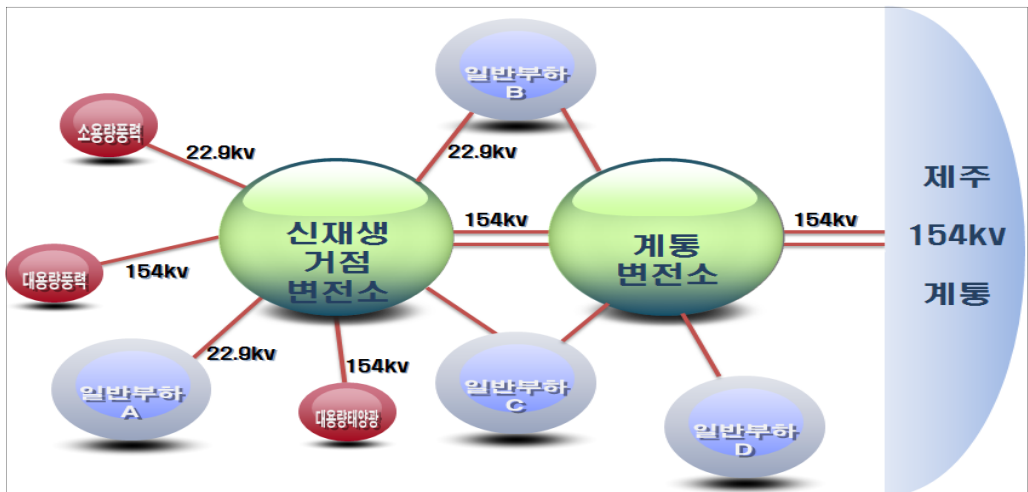 일반부하
B
소용량풍력
22.9kv
22.9kv
신재생
거점
변전소
154kv
계통
변전소
154kv
제주
154kv
계통
대용량풍력
154kv
22.9kv
154kv
일반부하
A
대용량태양광
일반부하
C
일반부하
D